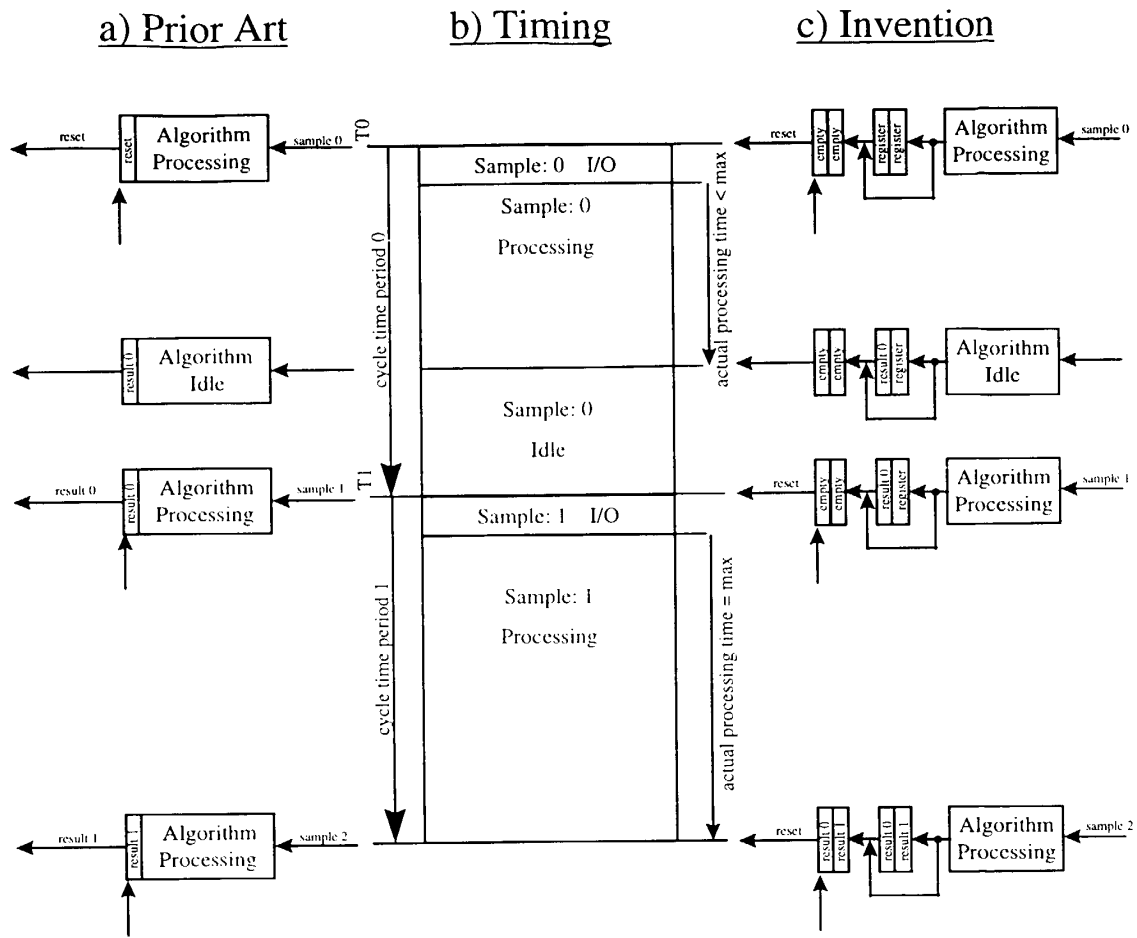 a) Prior Art
b) Timing
c) Invention
reset
reset
Algorithm
Processing
sample 0
T0
Sample: 0 I/O
Sample: 0
Processing
cycle time period 0
actual processing time < max
reset
empty
empty
register
register
Algorithm
Processing
sample 0
result 0
Algorithm
Idle
Sample: 0
Idle
empty
empty
result 0
register
Algorithm
Idle
result 0
result 0
Algorithm
Processing
sample 1
T1
Sample: 1 I/O
Sample: 1
Processing
cycle time period 1
actual processing time = max
reset
empty
empty
result 0
register
Algorithm
Processing
sample 1
result 1
result 1
Algorithm
Processing
sample 2
reset
result 0
result 1
result 0
result 1
Algorithm
Processing
sample 2